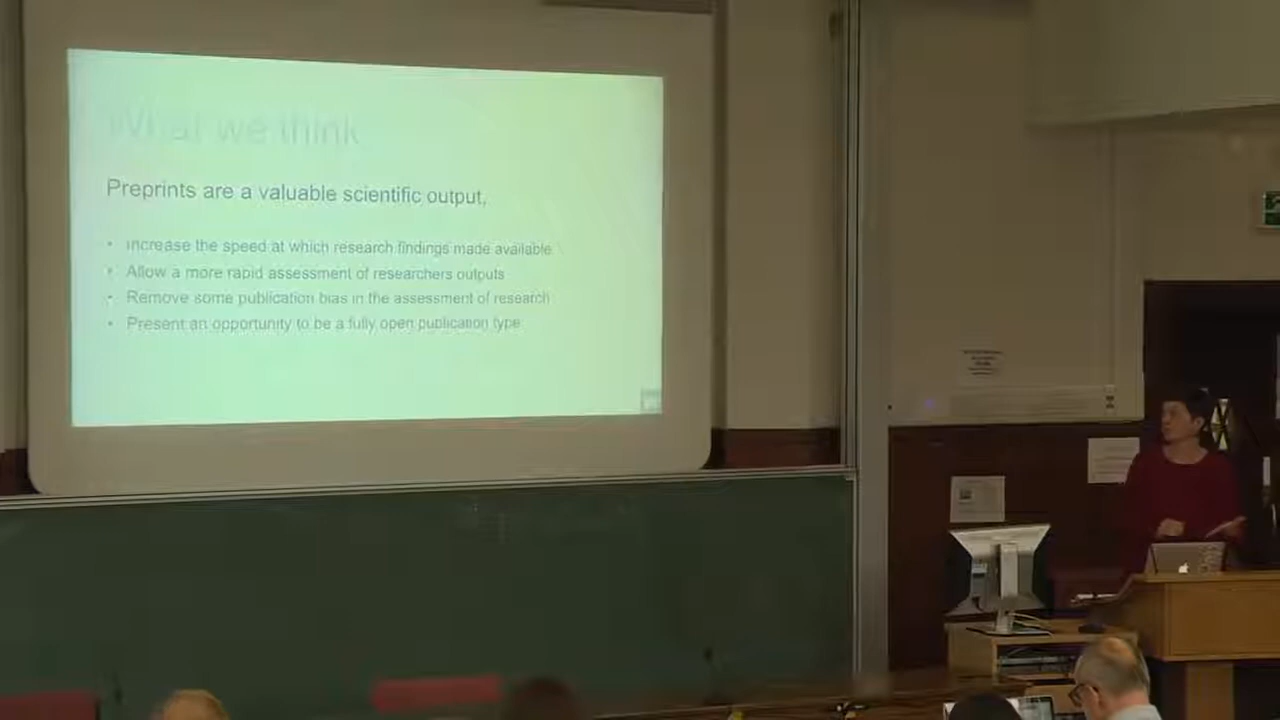 What we think
Preprints are a valuable scientific output,
• Increase the speed at which research findings made available
• Allow a more rapid assessment of researchers outputs
• Remove some publication bias in the assessment of research
• Present an opportunity to be a fully open publication type